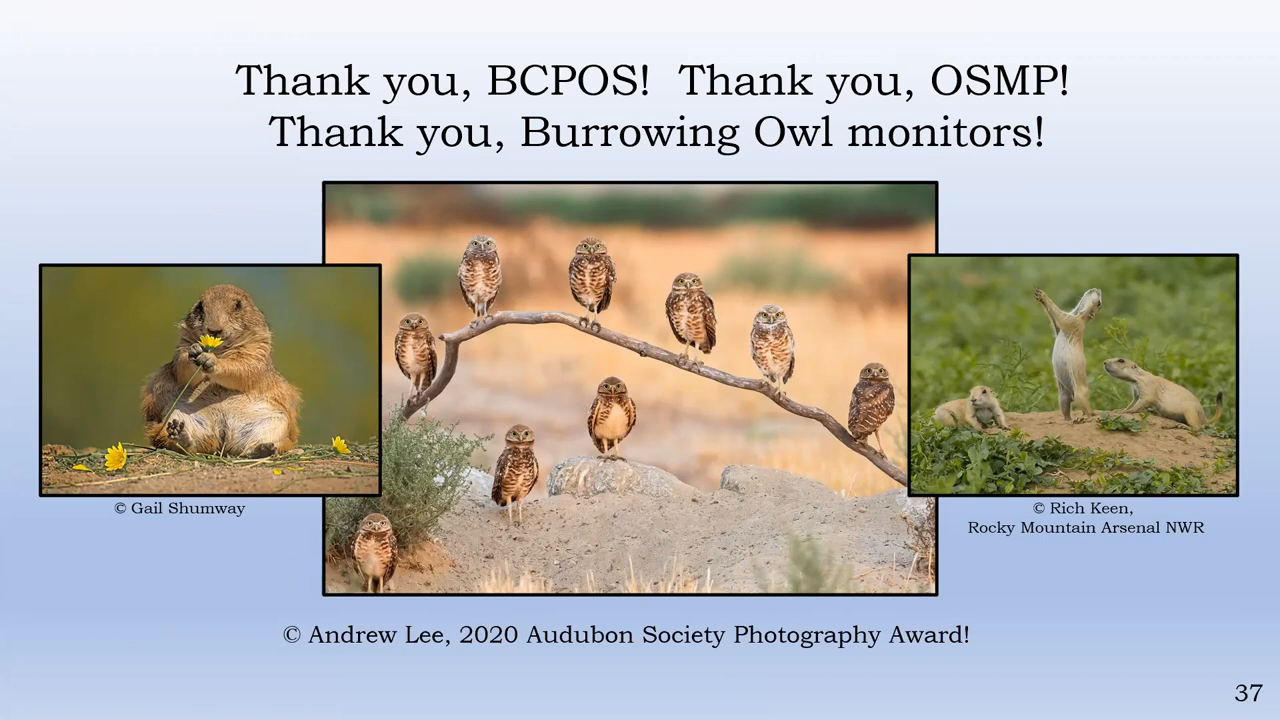 Thank you, BCPOS!  Thank you, OSMP!
Thank you, Burrowing Owl monitors!
© Gail Shumway
© Rich Keen,
Rocky Mountain Arsenal NWR
© Andrew Lee, 2020 Audubon Society Photography Award!
37